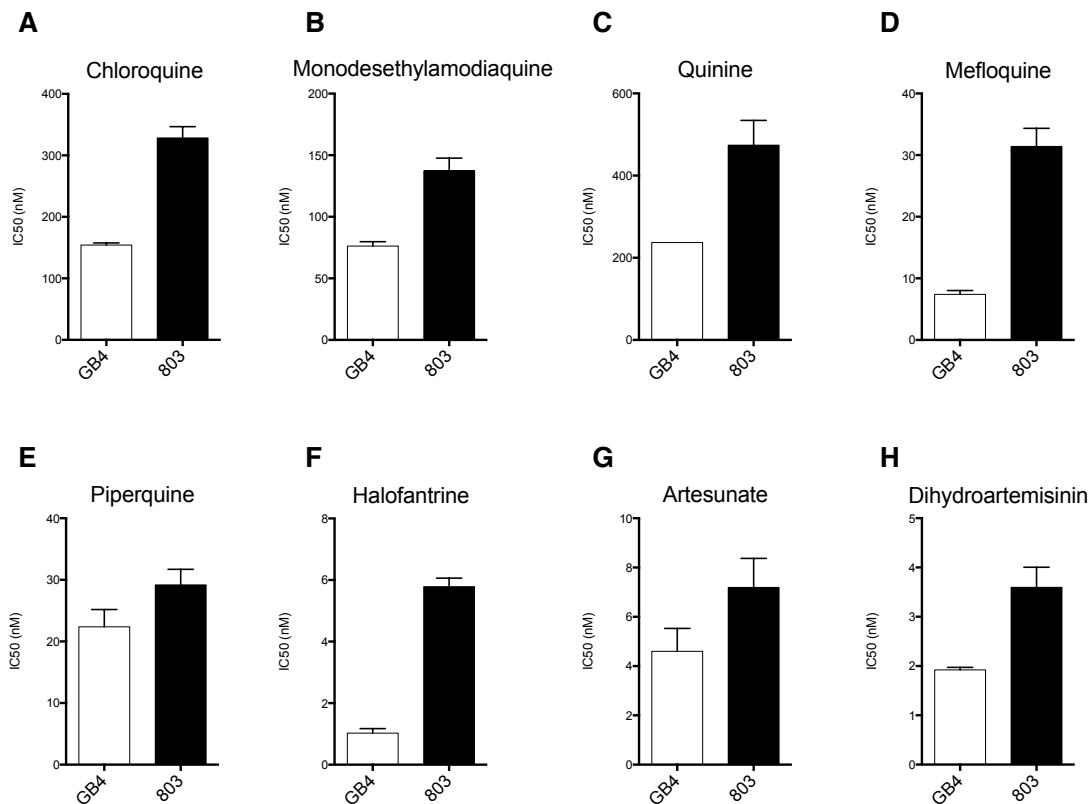 A
Chloroquine
400
300
200
100
0
IC50 (nM)
GB4
803
B
Monodesethylamodiaquine
200
150
100
50
0
IC50 (nM)
GB4
803
C
Quinine
600
400
200
0
IC50 (nM)
GB4
803
D
Mefloquine
40
30
20
10
0
IC50 (nM)
GB4
803
E
Piperquine
40
30
20
10
0
IC50 (nM)
GB4
803
F
Halofantrine
8
6
4
2
0
IC50 (nM)
GB4
803
G
Artesunate
10
8
6
4
2
0
IC50 (nM)
GB4
803
H
Dihydroartemisinin
5
4
3
2
1
0
IC50 (nM)
GB4
803